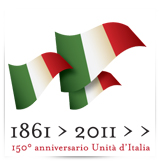 1861 > 2011 > >
150° anniversario Unità d'Italia